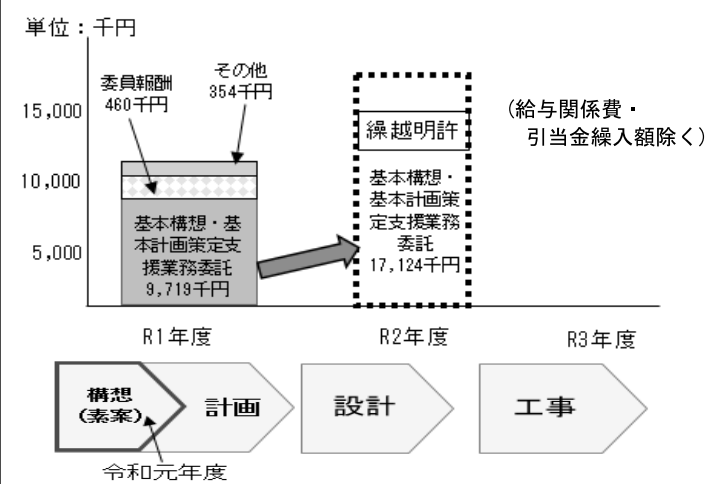 単位：千円
その他
354千円
委員報酬
460千円
15,000
10,000
5,000
(給与関係費・
引当金繰入額除く)
繰越明許
基本構想・基
本計画策定支
援業務委託
9,719千円
基本構想・
基本計画策
定支援業務
委託
17,124千円
R1年度
R2年度
R3年度
構想
(素案)
計画
設計
工事
令和元年度